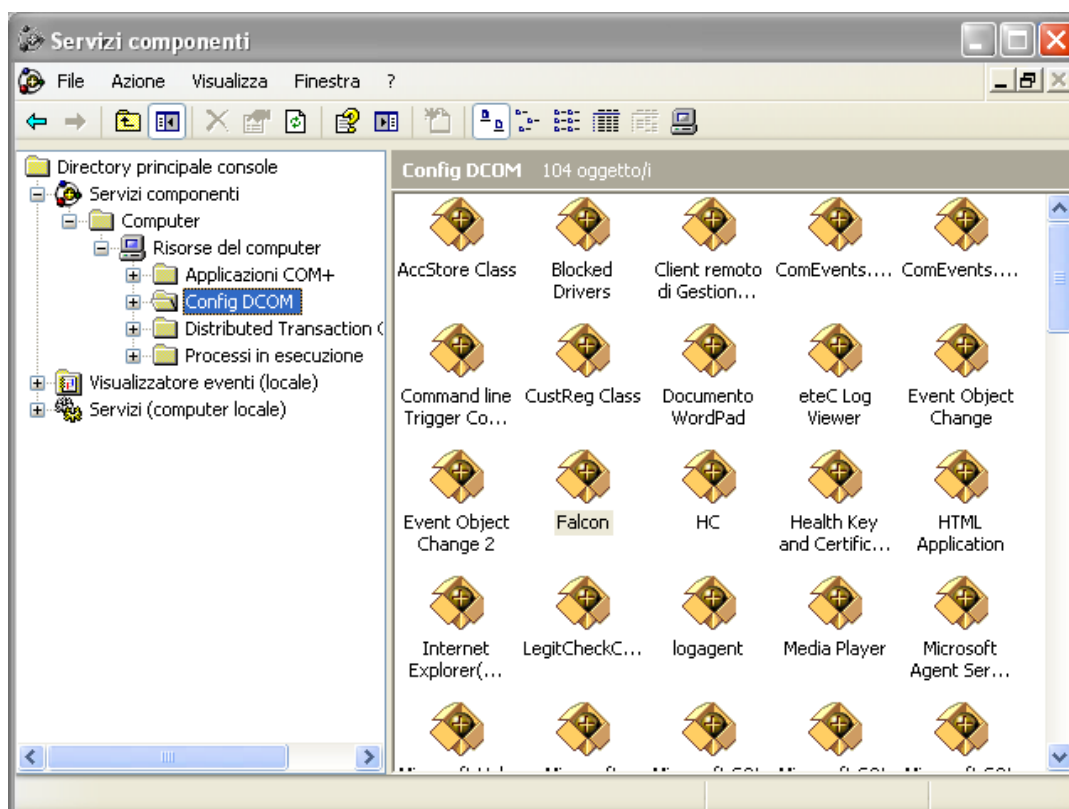 Servizi componenti
File Azione Visualizza Finestra ?
Directory principale console
Servizi componenti
Computer
Risorse del computer
Applicazioni COM+
Config DCOM
Distributed Transaction
Processi in esecuzione
Visualizzatore eventi (locale)
Servizi (computer locale)
Config DCOM 104 oggetto/i
AccStore Class Blocked Client remoto ComEvents.... ComEvents....
Drivers di Gestion...
Command line CustReg Class Documento eteC Log Event Object
Trigger Co... WordPad Viewer Change
Event Object Falcon HC Health Key HTML
Change 2 and Certific... Application
Internet LegitCheckC... logagent Media Player Microsoft
Explorer(... Agent Ser...